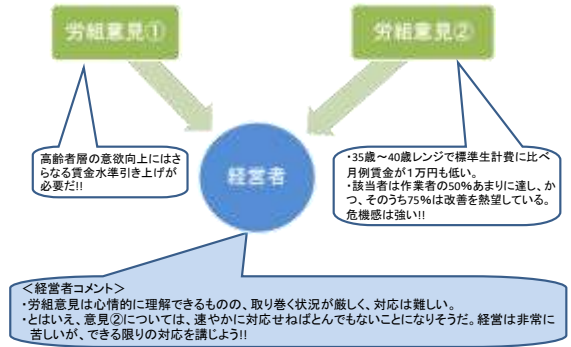 労組意見①
労組意見②
高齢者層の意欲向上にはさ
らなる賃金水準引き上げが
必要だ!!
経営者
・35歳～40歳レンジで標準生計費に比べ
月例賃金が1万円も低い。
・該当者は作業者の50%あまりに達し、か
つ、そのうち75%は改善を熱望している。
危機感は強い!!
＜経営者コメント＞
・労組意見は心情的に理解できるものの、取り巻く状況が厳しく、対応は難しい。
・とはいえ、意見②については、速やかに対応せねばとんでもないことになりそうだ。経営は非常に
苦しいが、できる限りの対応を講じよう!!